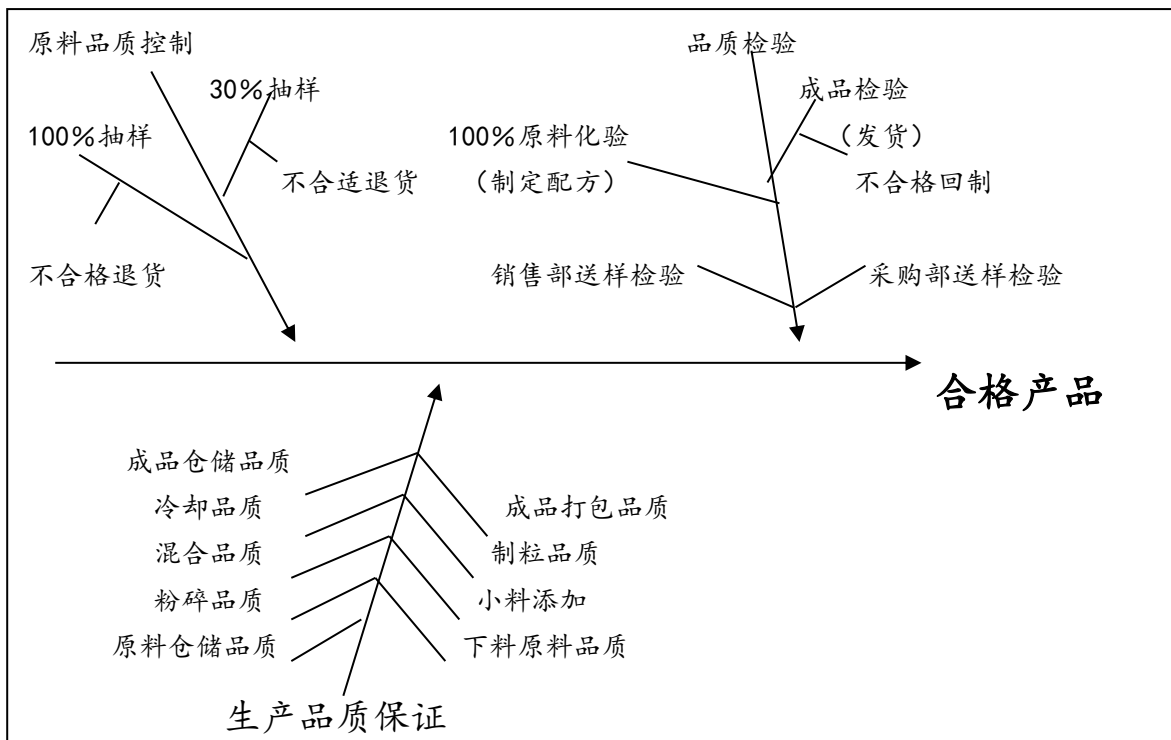 原料品质控制
30%抽样
100%抽样
不合适退货
不合格退货
品质检验
成品检验
(发货)
100%原料化验
(制定配方)
不合格回制
销售部送样检验
采购部送样检验
合格产品
成品仓储品质
冷却品质
成品打包品质
混合品质
制粒品质
粉碎品质
小料添加
原料仓储品质
下料原料品质
生产品质保证